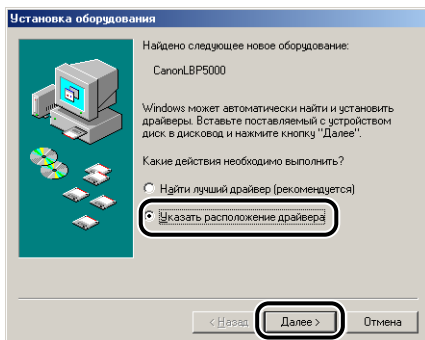 Установка оборудования
Найдено следующее новое оборудование:
CanonLBP5000
Windows может автоматически найти и установить
драйверы. Вставьте поставляемый с устройством
диск в дисковод и нажмите кнопку "Далее".
Какие действия необходимо выполнить?
Найти лучший драйвер (рекомендуется)
Указать расположение драйвера
< Назад
Далее >
Отмена